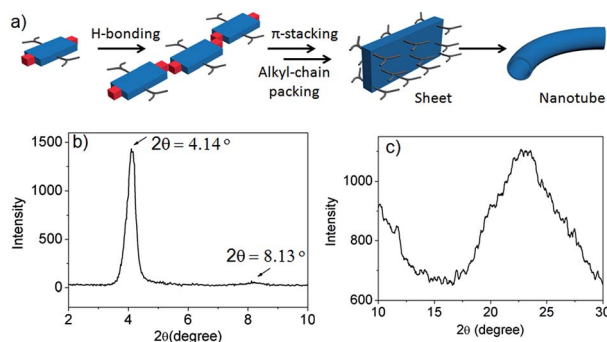 a)
H-bonding
π-stacking
Alkyl-chain
packing
Sheet
Nanotube
b)
2θ = 4.14 °
2θ = 8.13 °
1500
1000
500
0
Intensity
2 4 6 8 10
2θ(degree)
c)
1000
800
600
Intensity
10 15 20 25 30
2θ (degree)